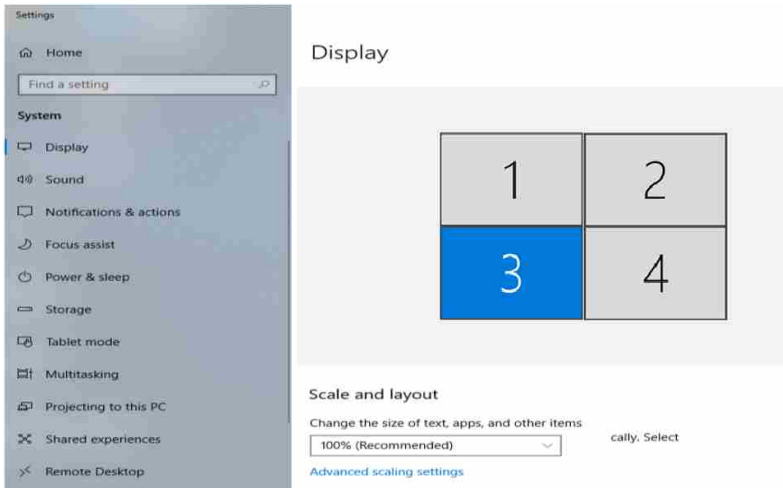 Settings
Home
Display
Find a setting
System
Display
Sound
Notifications & actions
Focus assist
Power & sleep
Storage
Tablet mode
Multitasking
Projecting to this PC
Shared experiences
Remote Desktop
1 2
3 4
Scale and layout
Change the size of text, apps, and other items
100% (Recommended)
cally. Select
Advanced scaling settings